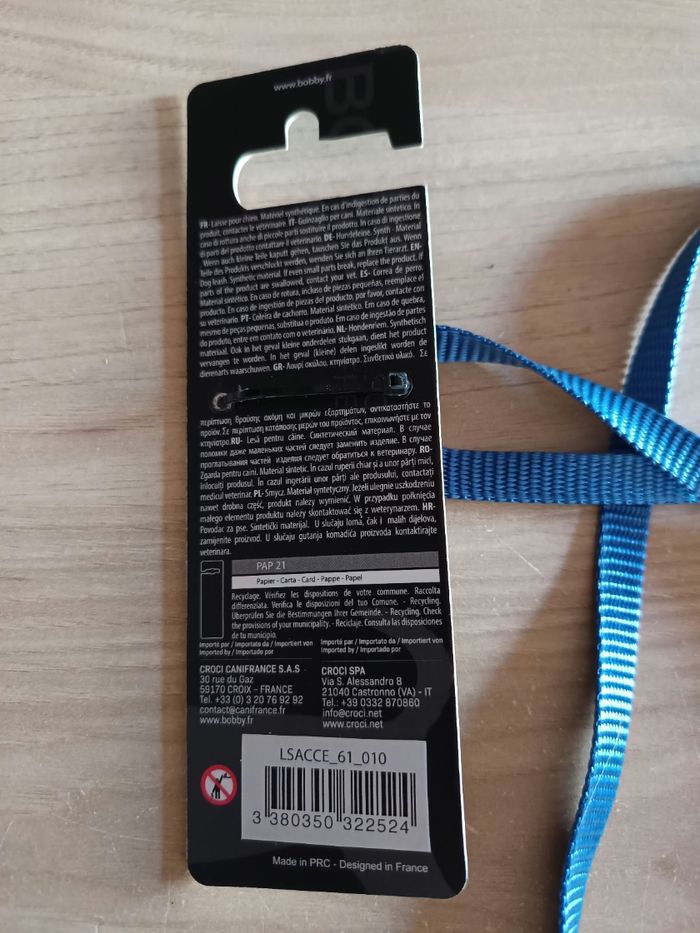 www.bobby.fr
FR- Laisse pour chien. Matériel synthétique. En cas d'indigestion de parties du
produit, contactez le vétérinaire IT- Guinzaglio per cani. Materiale sintetico. In
caso di rottura anche di piccole parti sostituire il prodotto. In caso di ingestione
di parti del prodotto contattare il veterinario. DE- Hundeleine. Synth - Material
. Wenn auch kleine Teile kaputt gehen, tauschen Sie das Produkt aus. Wenn
Teile des Produkts verschluckt werden, wenden Sie sich an Ihren Tierarzt. EN-
Dog leash. Synthetic material. If even small parts break, replace the product, if
parts of the product are swallowed, contact your vet. ES- Correa de perro.
Material sintético. En caso de rotura, incluso de piezas pequeñas, reemplace el
producto. En caso de ingestión de piezas del producto, por favor, contacte con
su veterinario. PT- Coleira de cachorro. Material sintético. Em caso de quebra,
mesmo de peças pequenas, substitua o produto. Em caso de ingestão de partes
do produto, entre em contato com o veterinário. NL- Hondenriem. Synthetisch
materiaal. Ook in het geval kleine onderdelen stukgaan, dient het product
vervangen te worden. In het geval (kleine) delen ingeslikt worden de
dierenarts waarschuwen. GR- Λουρί σκύλου. κτηνίατρο. Συνθετικό υλικό. Σε
περίπτωση θραύσης ακόμη και μικρών εξαρτημάτων, αντικαταστήστε το
προϊόν. Σε περίπτωση κατάποσης μερών του προϊόντος, επικοινωνήστε με τον
κτηνίατρο.RU- Lesă pentru câine. Синтетический материал. В случае
поломки даже маленьких частей следует заменить изделие. В случае
проглатывания частей изделия следует обратиться к ветеринару. RO-
Zgarda pentru caini. Material sintetic. În cazul ruperii chiar și a unor părți mici,
înlocuiți produsul. În cazul ingerării unor părți ale produsului, contactați
medicul veterinar. PL- Smycz. Materiał syntetyczny. Jeżeli ulegnie uszkodzeniu
nawet drobna część, produkt należy wymienić. W przypadku połknięcia
małego elementu produktu należy skontaktować się z weterynarzem. HR-
Povodac za pse. Sintetički materijal. U slučaju loma, čak i malih dijelova,
zamijenite proizvod. U slučaju gutanja komadića proizvoda kontaktirajte
veterinara.
PAP 21
Papier - Carta - Card - Pappe - Papel
Recyclage. Vérifiez les dispositions de votre commune. Raccolta
differenziata. Verifica le disposizioni del tuo Comune. - Recycling.
Überprüfen Sie die Bestimmungen Ihrer Gemeinde. - Recycling. Check
the provisions of your municipality. - Reciclaje. Consulta las disposiciones
de tu municipio.
Importé par / Importato da / Importiert von
Imported by / Importado por
CROCI CANIFRANCE S.A.S
30 rue du Gaz
59170 CROIX – FRANCE
Tel. +33 (0) 3 20 76 92 92
contact@canifrance.com
www.bobby.fr
Importé par / Importato da / Importiert von
Imported by / Importado por
CROCI SPA
Via S. Alessandro 8
21040 Castronno (VA) - IT
Tel.: +39 0332 870860
info@croci.net
www.croci.net
LSACCE_61_010
3 380350 322524
Made in PRC - Designed in France